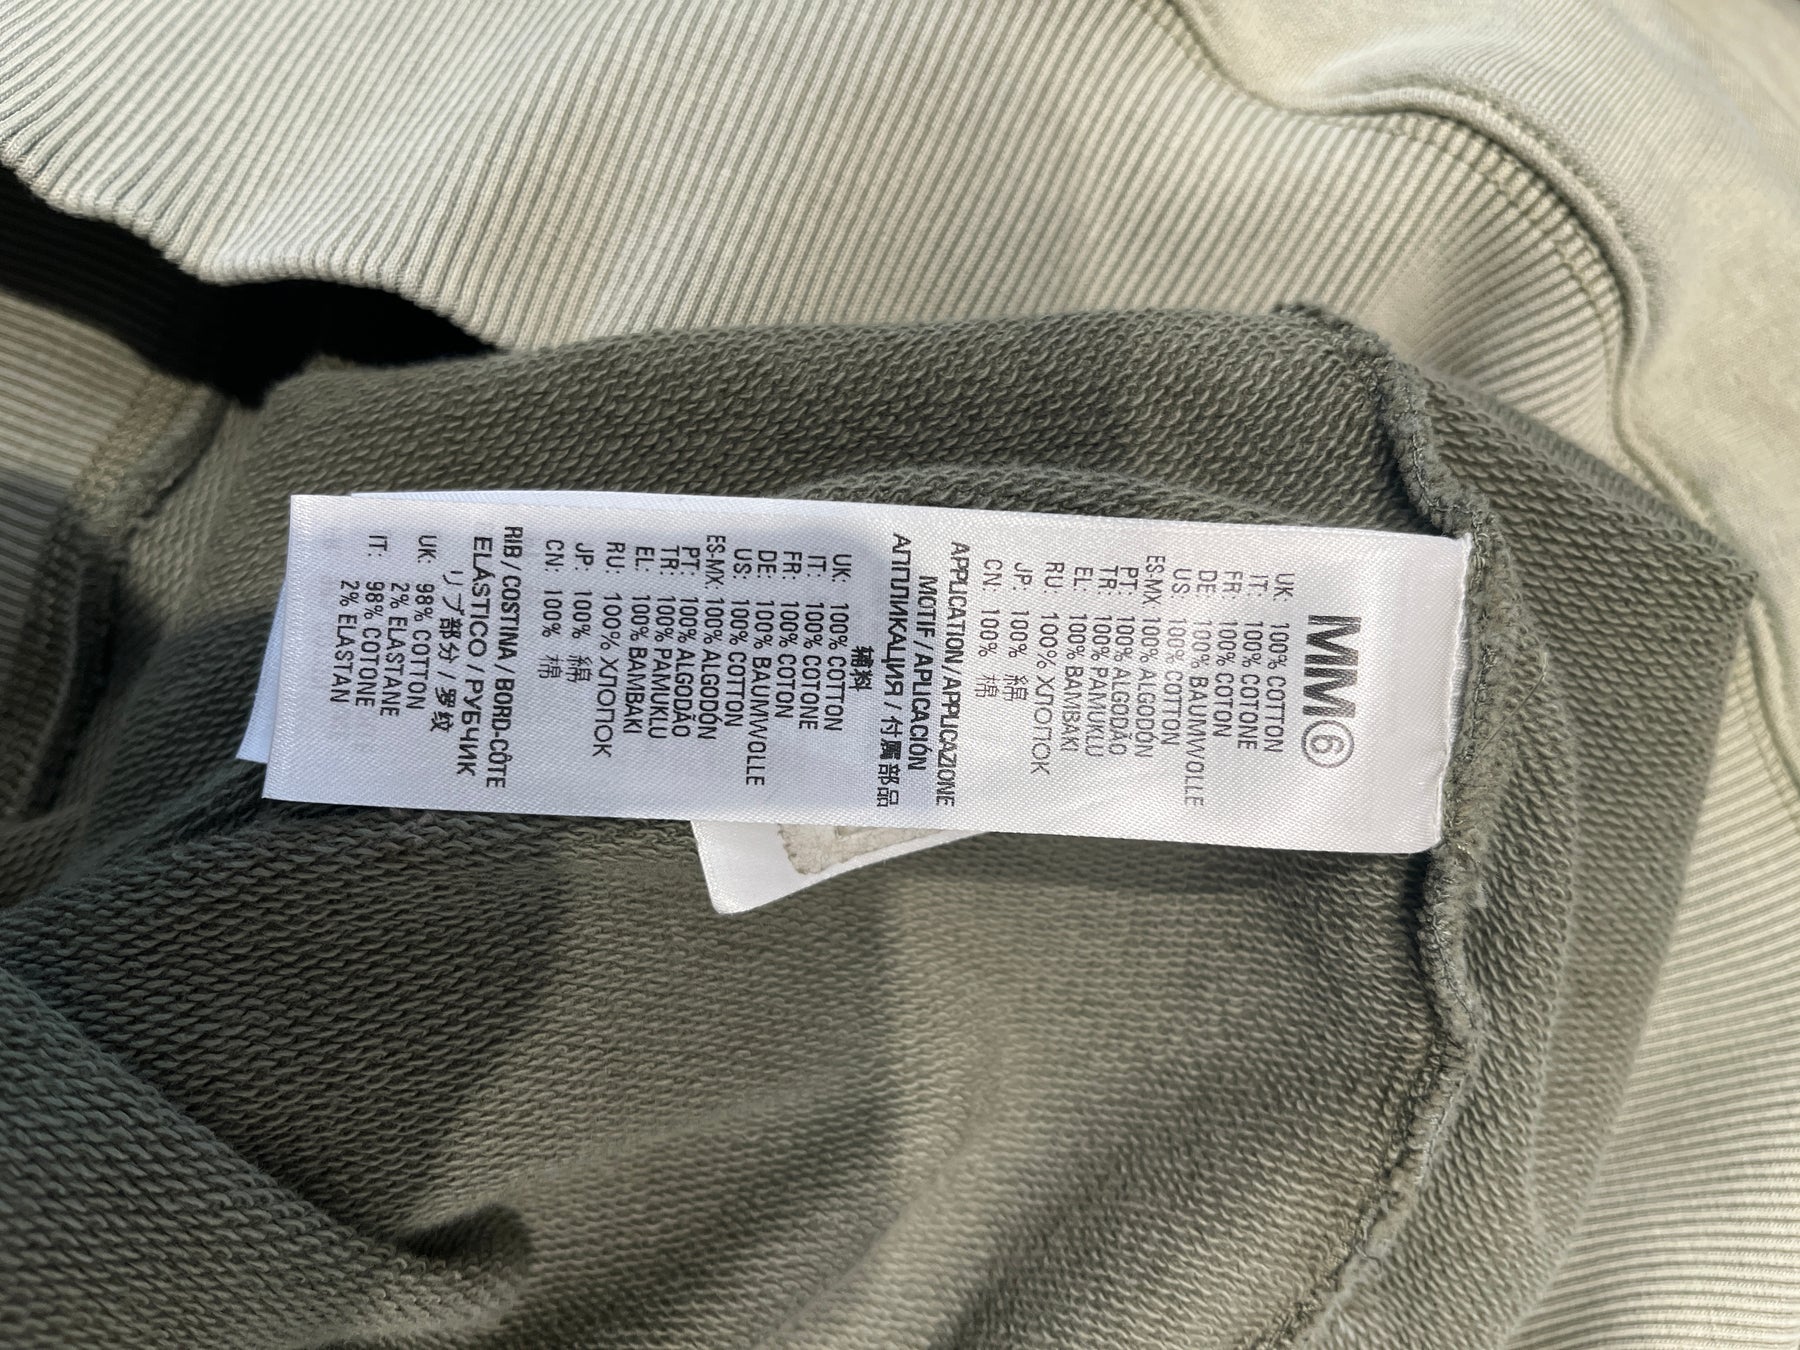 MM⑥
UK: 100% COTTON
IT: 100% COTONE
FR: 100% COTON
DE: 100% BAUMWOLLE
US 100% COTTON
ES-MX 100% ALGODÓN
PT: 100% ALGODÃO
TR: 100% PAMUKLU
EL: 100% BAMBAKI
RU: 100% ХЛОПОК
JP: 100% 綿
CN: 100% 棉
APPLICATION / APPLICAZIONE
MOTIF / APLICACIÓN
АППЛИКАЦИЯ / 付属部品
辅料
UK: 100% COTTON
IT: 100% COTONE
FR: 100% COTON
DE: 100% BAUMWOLLE
US: 100% COTTON
ES-MX: 100% ALGODÓN
PT: 100% ALGODÃO
TR: 100% PAMUKLU
EL: 100% BAMBAKI
RU: 100% ХЛОПОК
JP: 100% 綿
CN: 100% 棉
RIB / COSTINA / BORD-CÔTE
ELÁSTICO / РУБЧИК
リブ部分 / 罗纹
UK: 98% COTTON
2% ELASTANE
IT: 98% COTONE
2% ELASTAN